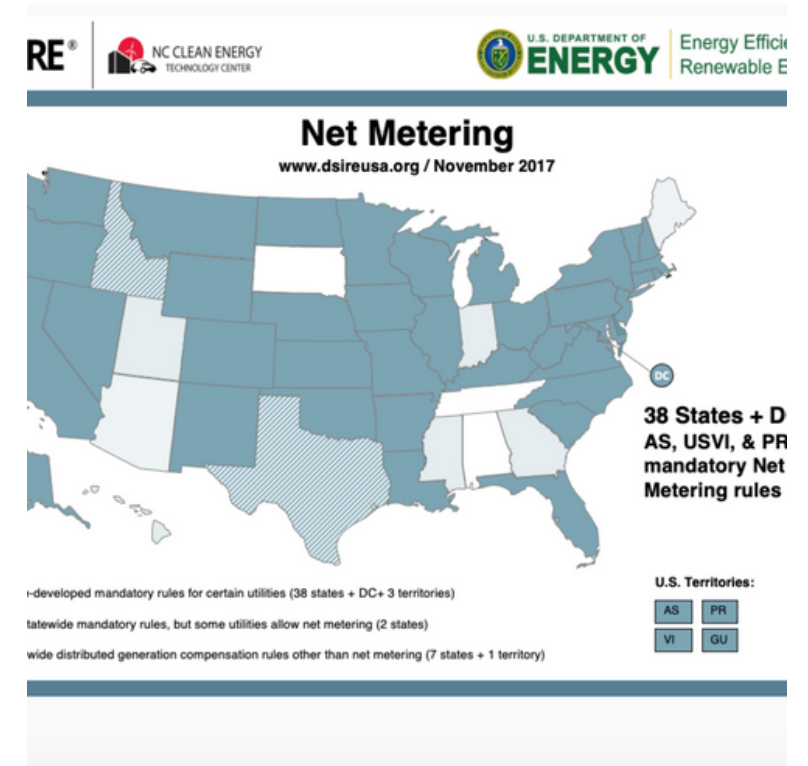 RE®
NC CLEAN ENERGY
TECHNOLOGY CENTER
U.S. DEPARTMENT OF
ENERGY
Energy Efficie
Renewable E
Net Metering
www.dsireusa.org / November 2017
DC
38 States + D
AS, USVI, & PR
mandatory Net
Metering rules
-developed mandatory rules for certain utilities (38 states + DC+ 3 territories)
tatewide mandatory rules, but some utilities allow net metering (2 states)
wide distributed generation compensation rules other than net metering (7 states + 1 territory)
U.S. Territories:
AS PR
VI GU